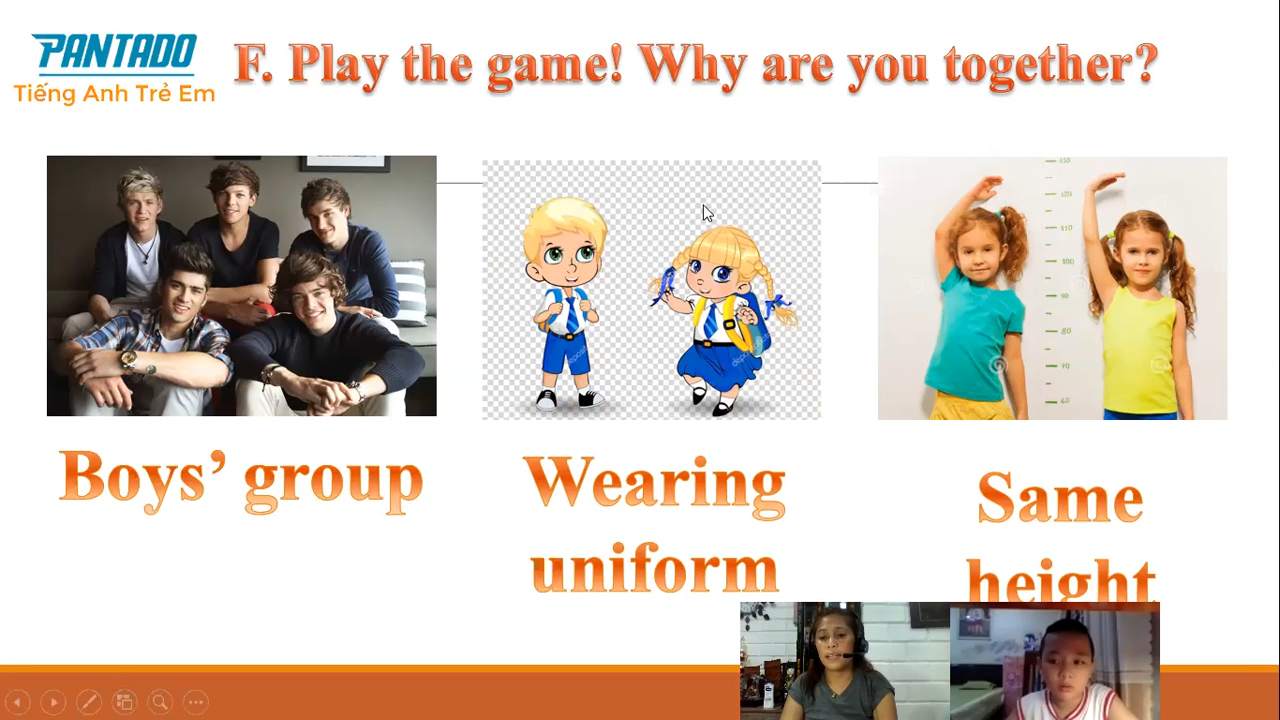 PANTADO
Tiếng Anh Trẻ Em
F. Play the game! Why are you together?
Boys’ group
Wearing
uniform
Same
height